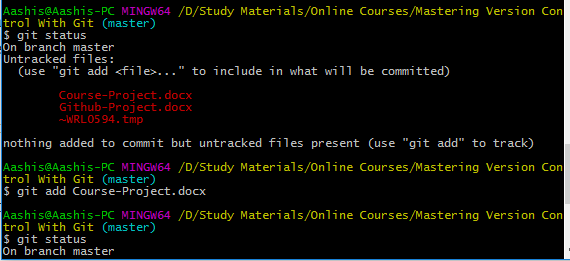 Aashis@Aashis-PC MINGW64 /D/Study Materials/Online Courses/Mastering Version Con
trol With Git (master)
$ git status
On branch master
Untracked files:
  (use "git add <file>..." to include in what will be committed)
        Course-Project.docx
        Github-Project.docx
        ~WRL0594.tmp
nothing added to commit but untracked files present (use "git add" to track)
Aashis@Aashis-PC MINGW64 /D/Study Materials/Online Courses/Mastering Version Con
trol With Git (master)
$ git add Course-Project.docx
Aashis@Aashis-PC MINGW64 /D/Study Materials/Online Courses/Mastering Version Con
trol With Git (master)
$ git status
On branch master